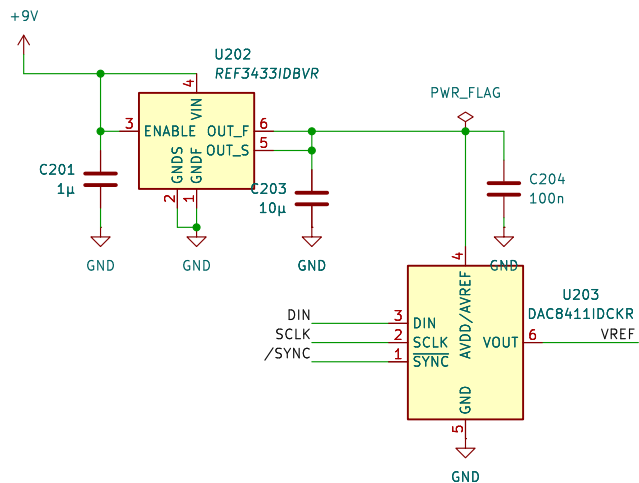 +9V
U202
REF3433IDBVR
4
VIN
3
ENABLE
OUT_F
6
OUT_S
5
GNDS
GNDF
2
1
C201
1µ
C203
10µ
GND
GND
GND
PWR_FLAG
C204
100n
GND
4
AVDD/AVREF
U203
DAC8411IDCKR
DIN
3
DIN
SCLK
2
SCLK
/SYNC
1
SYNC
VOUT
6
VREF
GND
5
GND